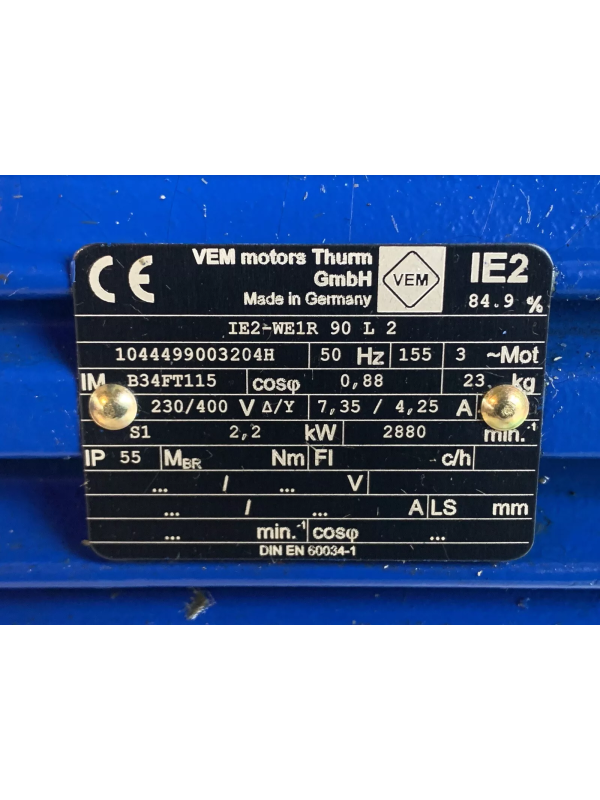 CE
VEM motors Thurm
GmbH
Made in Germany
VEM
IE2
84.9 %
IE2-WE1R 90 L 2
1044499003204H 50 Hz 155 3 ~Mot
IM B34FT115 cosφ 0,88 23. kg
230/400 V Δ/Y 7,35 / 4,25 A
S1 2,2 kW 2880 min.-1
IP 55 MBR Nm FI c/h
... / ... V
... / ... A LS mm
... min.-1 cosφ ...
DIN EN 60034-1